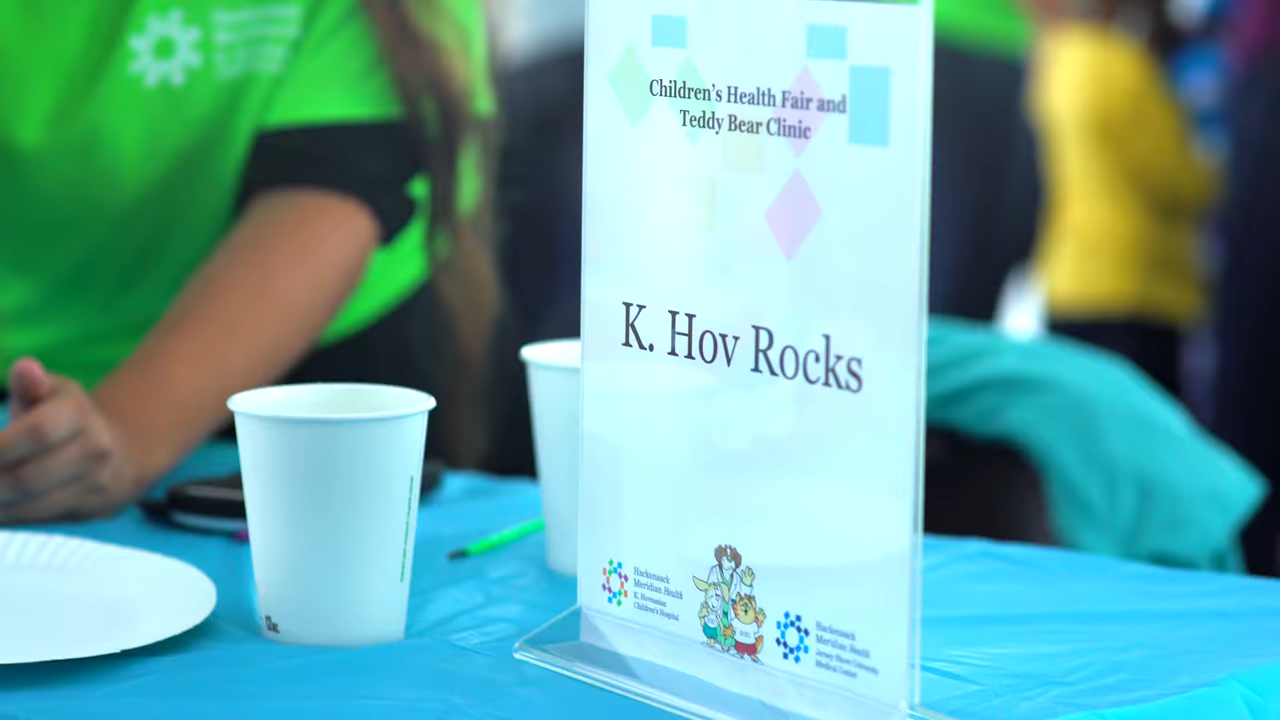 Children's Health Fair and
Teddy Bear Clinic
K. Hov Rocks
Hackensack
Meridian Health
K. Hovnanian
Children's Hospital
Hackensack
Meridian Health
Jersey Shore University
Medical Center